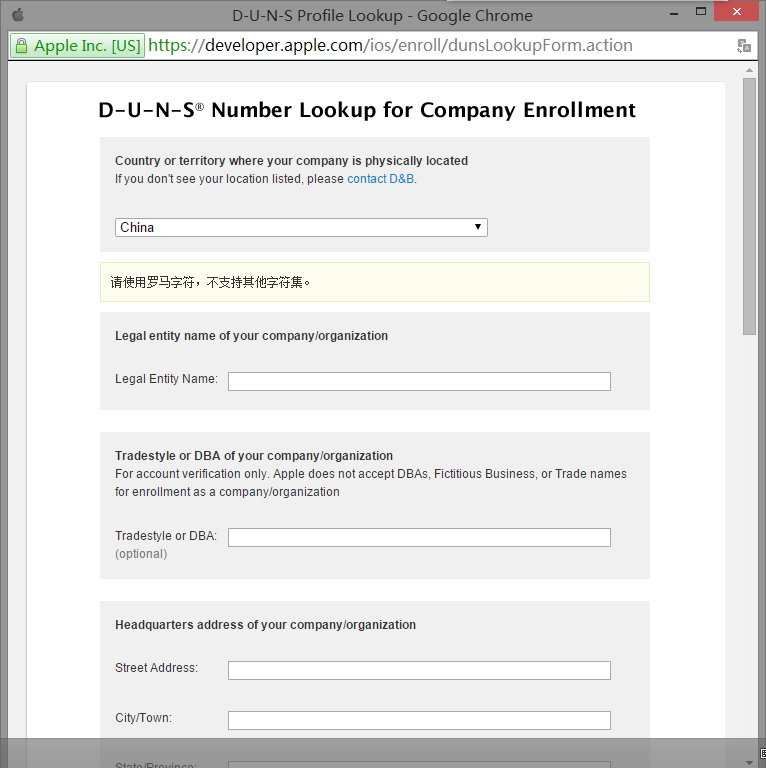 D-U-N-S Profile Lookup - Google Chrome
Apple Inc. [US] https://developer.apple.com/ios/enroll/dunsLookupForm.action
D-U-N-S® Number Lookup for Company Enrollment
Country or territory where your company is physically located
If you don't see your location listed, please contact D&B.
China
请使用罗马字符，不支持其他字符集。
Legal entity name of your company/organization
Legal Entity Name:
Tradestyle or DBA of your company/organization
For account verification only. Apple does not accept DBAs, Fictitious Business, or Trade names
for enrollment as a company/organization
Tradestyle or DBA:
(optional)
Headquarters address of your company/organization
Street Address:
City/Town:
State/Province: